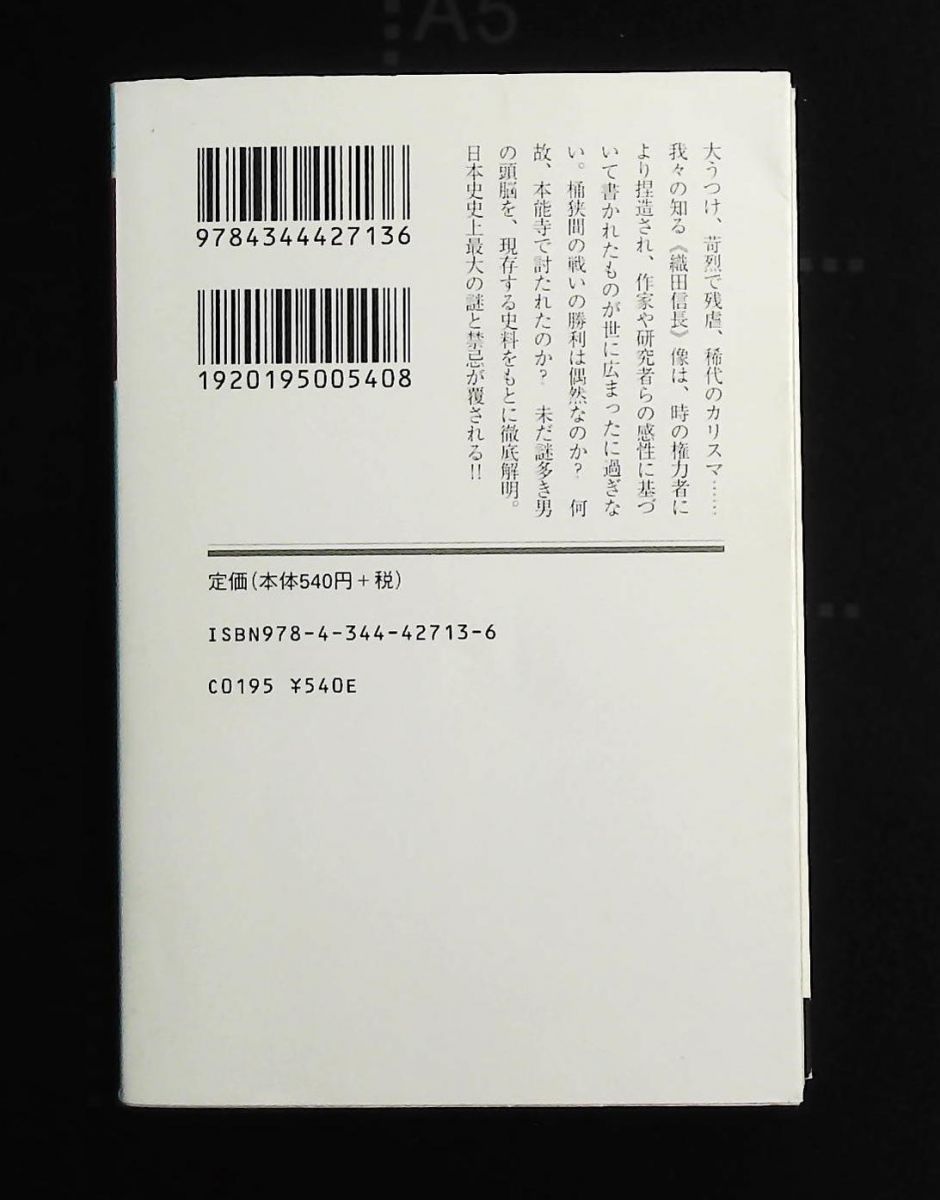 A5
大うつけ、苛烈で残虐、稀代のカリスマ……
我々の知る《織田信長》像は、時の権力者に
より捏造され、作家や研究者らの感性に基づ
いて書かれたものが世に広まったに過ぎな
い。桶狭間の戦いの勝利は偶然なのか? 何
故、本能寺で討たれたのか? 未だ謎多き男
の頭脳を、現存する史料をもとに徹底解明。
日本史史上最大の謎と禁忌が覆される!!
9784344427136
1920195005408
定価(本体540円+税)
ISBN978-4-344-42713-6
C0195 ¥540E